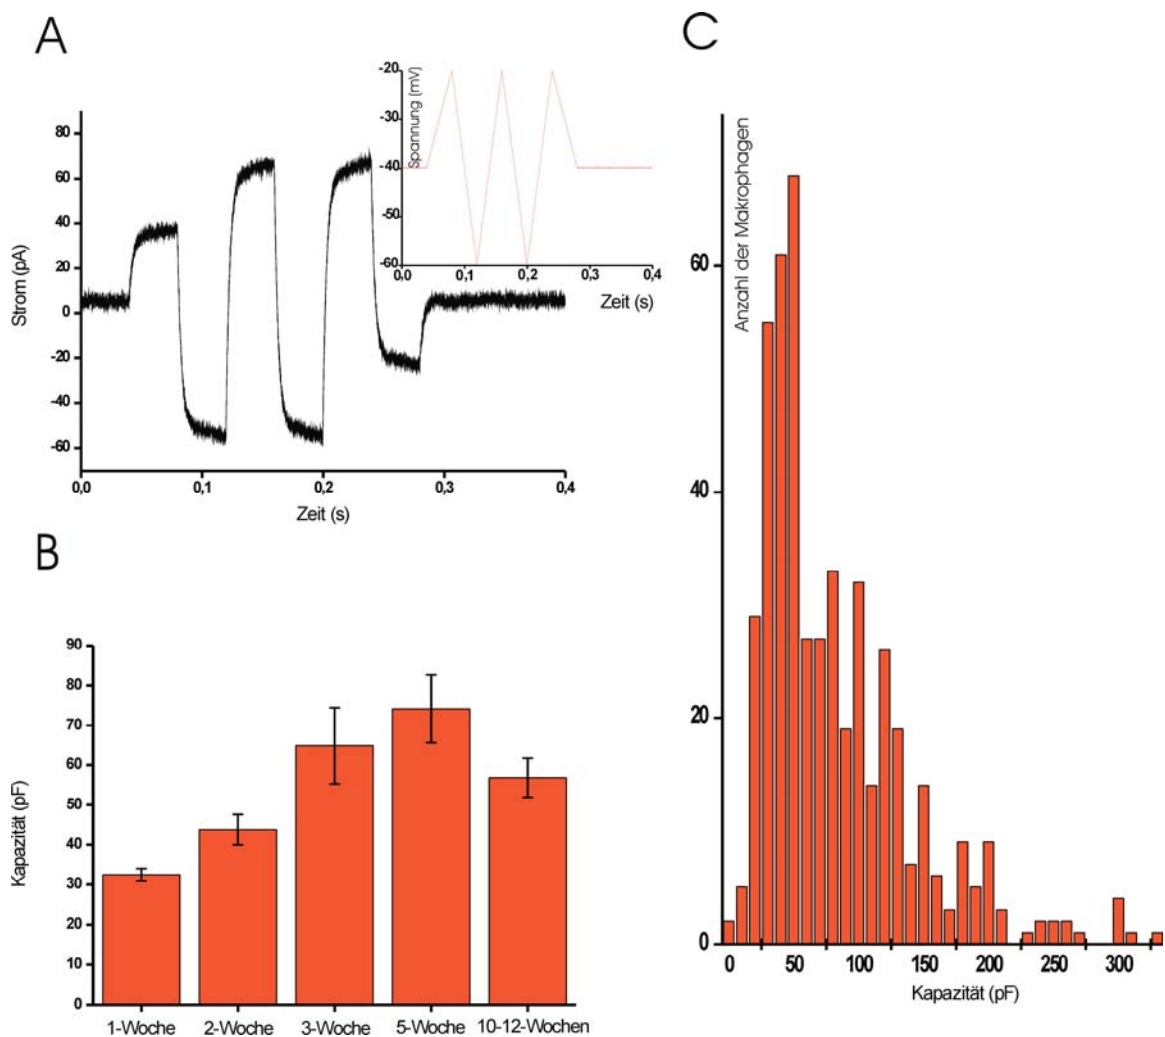 A
80
60
40
20
0
-20
-40
-60
Strom (pA)
0,0 0,1 0,2 0,3 0,4
Zeit (s)
-20
-30
-40
-50
-60
Spannung (mV)
0,0 0,1 0,2 0,3 0,4
Zeit (s)
B
90
80
70
60
50
40
30
20
10
0
Kapazität (pF)
1-Woche 2-Woche 3-Woche 5-Woche 10-12-Wochen
C
Anzahl der Makrophagen
60
40
20
0
0 50 100 150 200 250 300
Kapazität (pF)